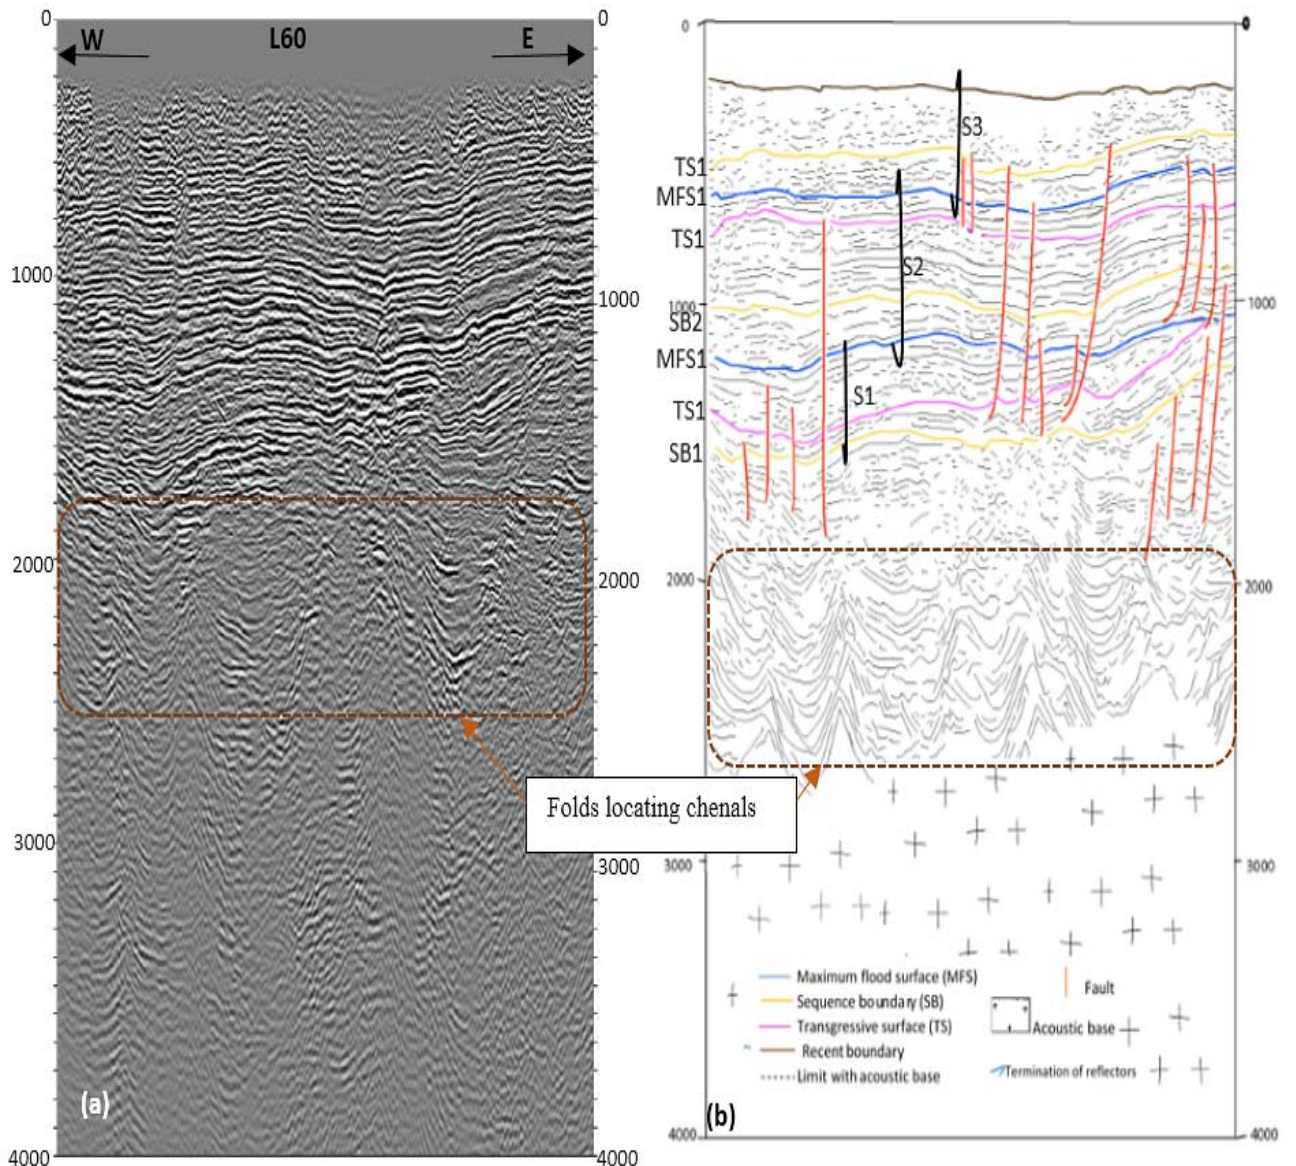 0
W
L60
E
0
1000
1000
2000
2000
3000
3000
4000
4000
(a)
Folds locating chenals
0
0
S3
TS1
MFS1
TS1
S2
1000
1000
SB2
MFS1
S1
TS1
SB1
2000
2000
3000
3000
Maximum flood surface (MFS)
Fault
Sequence boundary (SB)
Transgressive surface (TS)
Acoustic base
Recent boundary
Termination of reflectors
Limit with acoustic base
(b)
4000
4000